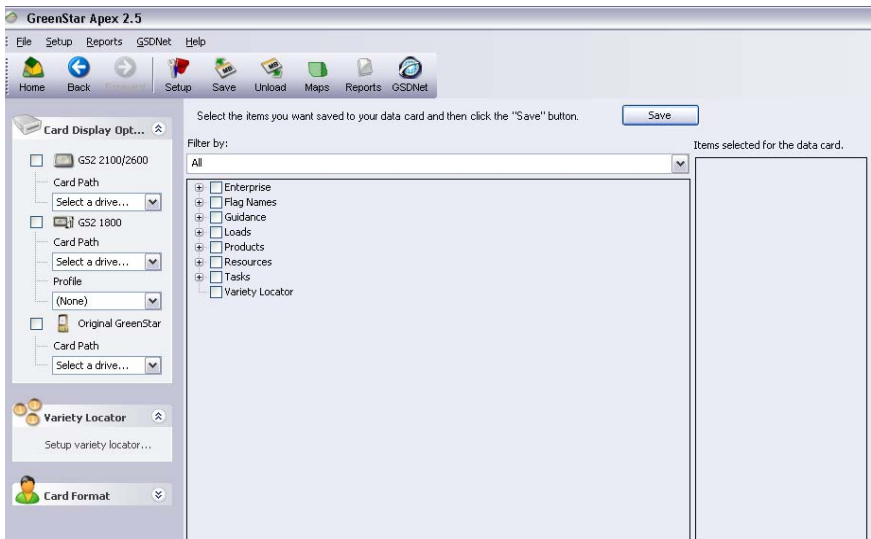 GreenStar Apex 2.5
File Setup Reports GSDNet Help
Home Back Forward Setup Save Unload Maps Reports GSDNet
Select the items you want saved to your data card and then click the "Save" button. Save
Card Display Opt...
GS2 2100/2600
Card Path
Select a drive...
GS2 1800
Card Path
Select a drive...
Profile
(None)
Original GreenStar
Card Path
Select a drive...
Variety Locator
Setup variety locator...
Card Format
Filter by:
All
Enterprise
Flag Names
Guidance
Loads
Products
Resources
Tasks
Variety Locator
Items selected for the data card.